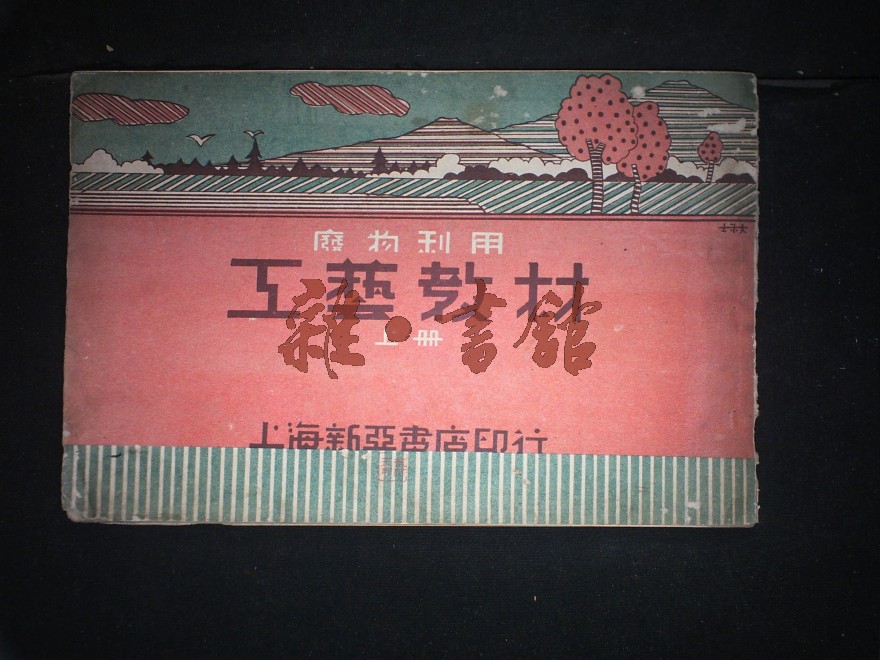 廢物利用
工藝教材
雜·書館
上冊
上海新亞書店印行